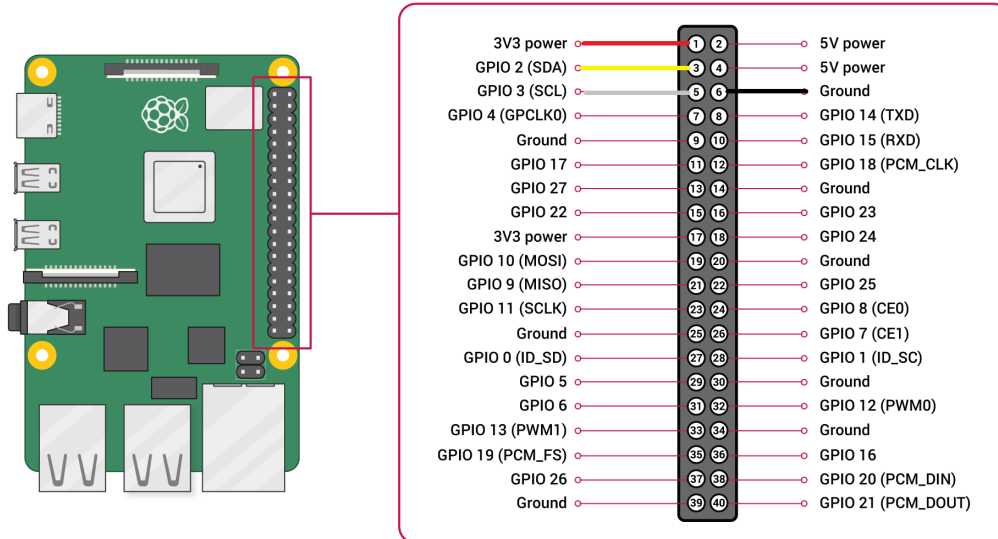 3V3 power 1 2 5V power
GPIO 2 (SDA) 3 4 5V power
GPIO 3 (SCL) 5 6 Ground
GPIO 4 (GPCLK0) 7 8 GPIO 14 (TXD)
Ground 9 10 GPIO 15 (RXD)
GPIO 17 11 12 GPIO 18 (PCM_CLK)
GPIO 27 13 14 Ground
GPIO 22 15 16 GPIO 23
3V3 power 17 18 GPIO 24
GPIO 10 (MOSI) 19 20 Ground
GPIO 9 (MISO) 21 22 GPIO 25
GPIO 11 (SCLK) 23 24 GPIO 8 (CE0)
Ground 25 26 GPIO 7 (CE1)
GPIO 0 (ID_SD) 27 28 GPIO 1 (ID_SC)
GPIO 5 29 30 Ground
GPIO 6 31 32 GPIO 12 (PWM0)
GPIO 13 (PWM1) 33 34 Ground
GPIO 19 (PCM_FS) 35 36 GPIO 16
GPIO 26 37 38 GPIO 20 (PCM_DIN)
Ground 39 40 GPIO 21 (PCM_DOUT)